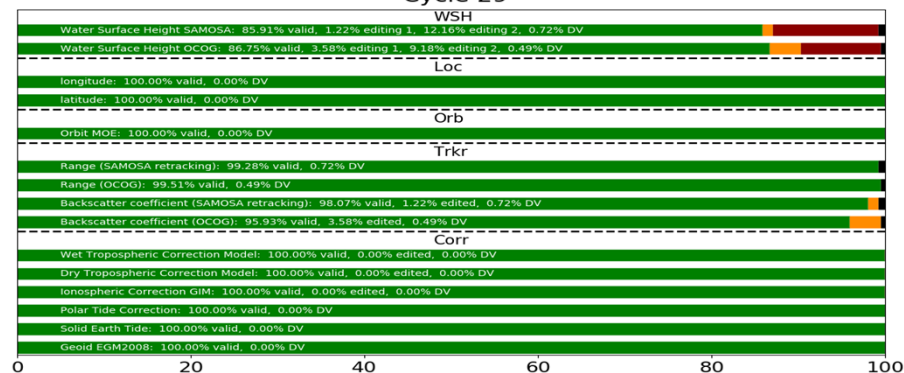 WSH
Water Surface Height SAMOSA: 85.91% valid, 1.22% editing 1, 12.16% editing 2, 0.72% DV
Water Surface Height OCOG: 86.75% valid, 3.58% editing 1, 9.18% editing 2, 0.49% DV
Loc
longitude: 100.00% valid, 0.00% DV
latitude: 100.00% valid, 0.00% DV
Orb
Orbit MOE: 100.00% valid, 0.00% DV
Trkr
Range (SAMOSA retracking): 99.28% valid, 0.72% DV
Range (OCOG): 99.51% valid, 0.49% DV
Backscatter coefficient (SAMOSA retracking): 98.07% valid, 1.22% edited, 0.72% DV
Backscatter coefficient (OCOG): 95.93% valid, 3.58% edited, 0.49% DV
Corr
Wet Tropospheric Correction Model: 100.00% valid, 0.00% edited, 0.00% DV
Dry Tropospheric Correction Model: 100.00% valid, 0.00% edited, 0.00% DV
Ionospheric Correction GIM: 100.00% valid, 0.00% edited, 0.00% DV
Polar Tide Correction: 100.00% valid, 0.00% DV
Solid Earth Tide: 100.00% valid, 0.00% DV
Geoid EGM2008: 100.00% valid, 0.00% DV
0 20 40 60 80 100